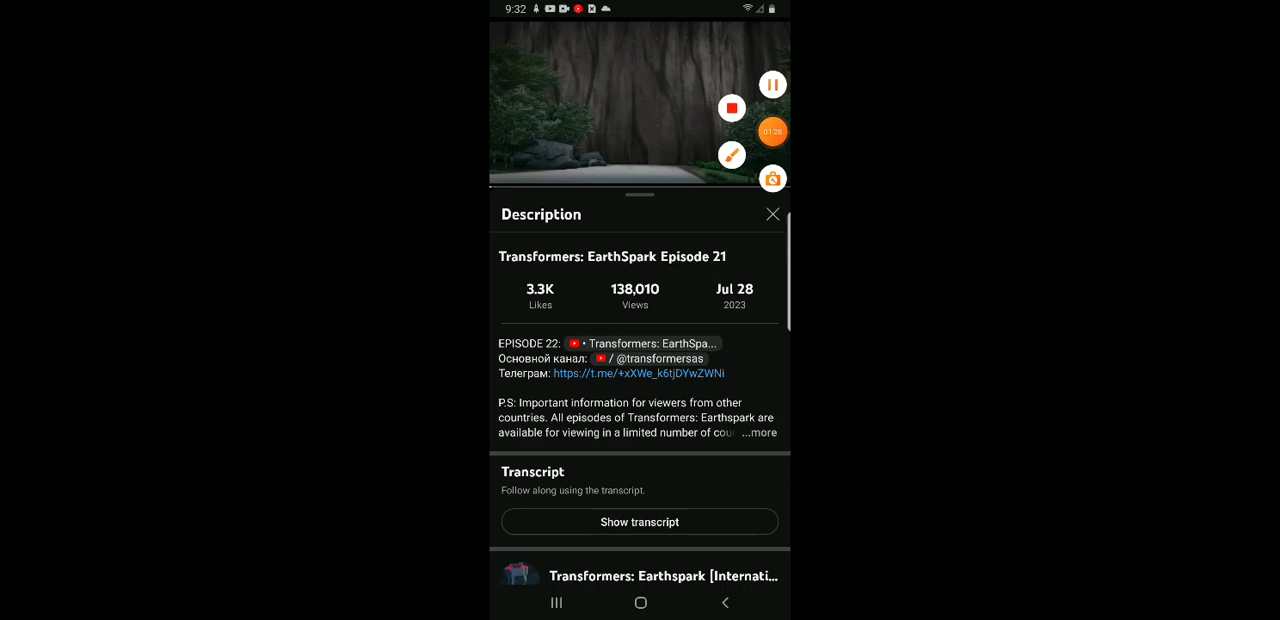 9:32
01:28
Description
Transformers: EarthSpark Episode 21
3.3K 138,010 Jul 28
Likes Views 2023
EPISODE 22: • Transformers: EarthSpa...
Основной канал: / @transformersas
Телеграм: https://t.me/+xXWe_k6tjDYwZWNi
P.S: Important information for viewers from other
countries. All episodes of Transformers: Earthspark are
available for viewing in a limited number of cou ...more
Transcript
Follow along using the transcript.
Show transcript
Transformers: Earthspark [Internati...